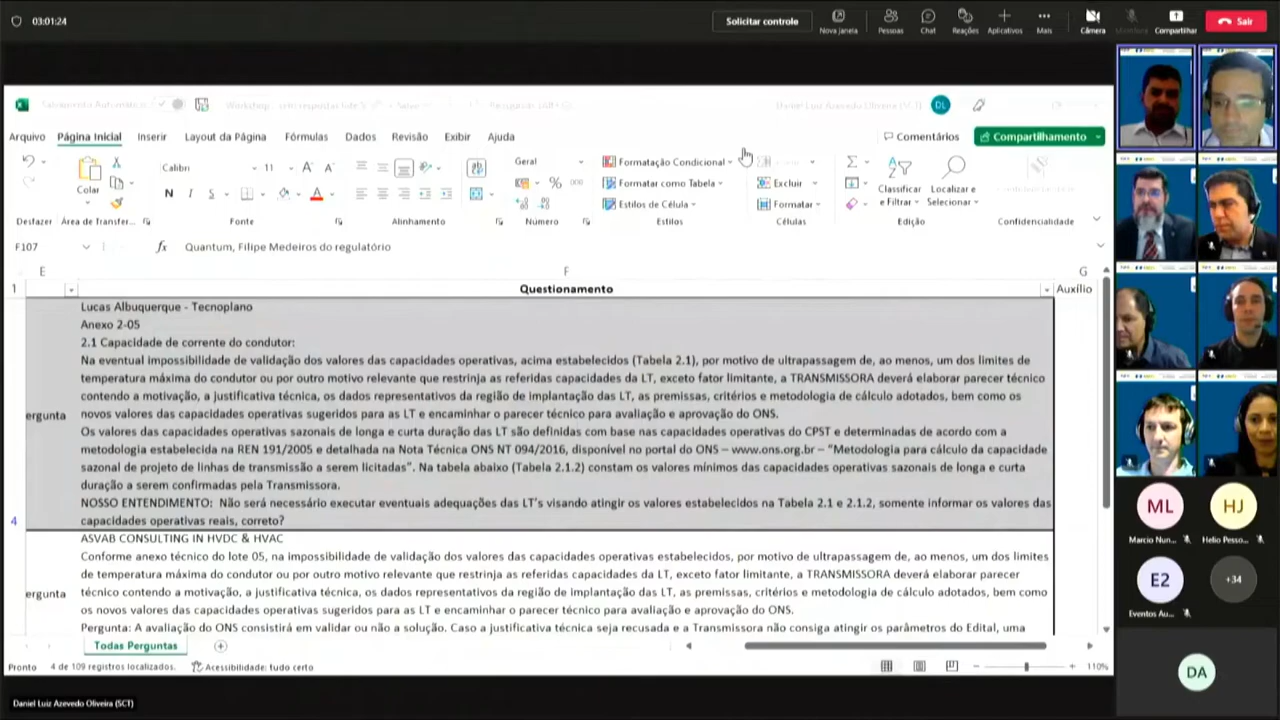 03:01:24
Solicitar controle
Nova janela
Pessoas
Chat
Reações
Aplicativos
Mais
Câmera
Compartilhar
Sair
DL
Arquivo Página Inicial Inserir Layout da Página Fórmulas Dados Revisão Exibir Ajuda
Comentários
Compartilhamento
Colar
Calibri 11
N I S
Geral
Formatação Condicional
Formatar como Tabela
Estilos de Célula
Excluir
Formatar
Classificar e Filtrar
Localizar e Selecionar
Desfazer Área de Transfer... Fonte Alinhamento Número Estilos Células Edição Confidencialidade
F107 fx Quantum, Filipe Medeiros do regulatório
E F G
1 Questionamento Auxílio
Lucas Albuquerque - Tecnoplano
Anexo 2-05
2.1 Capacidade de corrente do condutor:
Na eventual impossibilidade de validação dos valores das capacidades operativas, acima estabelecidos (Tabela 2.1), por motivo de ultrapassagem de, ao menos, um dos limites de
temperatura máxima do condutor ou por outro motivo relevante que restrinja as referidas capacidades da LT, exceto fator limitante, a TRANSMISSORA deverá elaborar parecer técnico
contendo a motivação, a justificativa técnica, os dados representativos da região de implantação das LT, as premissas, critérios e metodologia de cálculo adotados, bem como os
ergunta
novos valores das capacidades operativas sugeridos para as LT e encaminhar o parecer técnico para avaliação e aprovação do ONS.
Os valores das capacidades operativas sazonais de longa e curta duração das LT são definidas com base nas capacidades operativas do CPST e determinadas de acordo com a
metodologia estabelecida na REN 191/2005 e detalhada na Nota Técnica ONS NT 094/2016, disponível no portal do ONS – www.ons.org.br – “Metodologia para cálculo da capacidade
sazonal de projeto de linhas de transmissão a serem licitadas”. Na tabela abaixo (Tabela 2.1.2) constam os valores mínimos das capacidades operativas sazonais de longa e curta
duração a serem confirmadas pela Transmissora.
NOSSO ENTENDIMENTO: Não será necessário executar eventuais adequações das LT's visando atingir os valores estabelecidos na Tabela 2.1 e 2.1.2, somente informar os valores das
4 capacidades operativas reais, correto?
ASVAB CONSULTING IN HVDC & HVAC
Conforme anexo técnico do lote 05, na impossibilidade de validação dos valores das capacidades operativas estabelecidos, por motivo de ultrapassagem de, ao menos, um dos limites
de temperatura máxima do condutor ou por outro motivo relevante que restrinja as referidas capacidades da LT, exceto fator limitante, a TRANSMISSORA deverá elaborar parecer
ergunta
técnico contendo a motivação, a justificativa técnica, os dados representativos da região de implantação das LT, as premissas, critérios e metodologia de cálculo adotados, bem como
os novos valores das capacidades operativas sugeridos para as LT e encaminhar o parecer técnico para avaliação e aprovação do ONS.
Pergunta: A avaliação do ONS consistirá em validar ou não a solução. Caso a justificativa técnica seja recusada e a Transmissora não consiga atingir os parâmetros do Edital, uma
Todas Perguntas
Pronto 4 de 109 registros localizados. Acessibilidade: tudo certo 110%
Daniel Luiz Azevedo Oliveira (SCT)
ML
Marcio Nun...
HJ
Helio Pesso...
E2
Eventos Au...
+34
DA